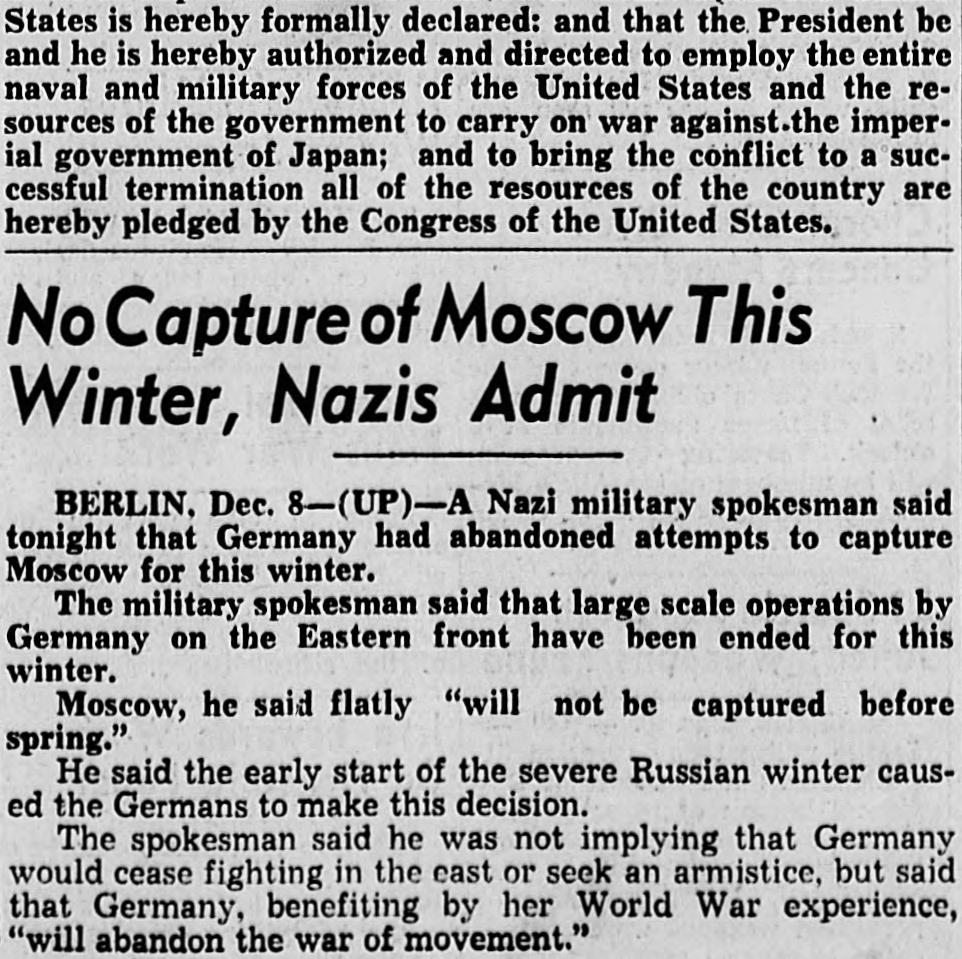 States is hereby formally declared: and that the President be
and he is hereby authorized and directed to employ the entire
naval and military forces of the United States and the re-
sources of the government to carry on war against the imper-
ial government of Japan; and to bring the conflict to a suc-
cessful termination all of the resources of the country are
hereby pledged by the Congress of the United States.
No Capture of Moscow This
Winter, Nazis Admit
BERLIN, Dec. 8—(UP)—A Nazi military spokesman said
tonight that Germany had abandoned attempts to capture
Moscow for this winter.
The military spokesman said that large scale operations by
Germany on the Eastern front have been ended for this
winter.
Moscow, he said flatly “will not be captured before
spring.”
He said the early start of the severe Russian winter caus-
ed the Germans to make this decision.
The spokesman said he was not implying that Germany
would cease fighting in the east or seek an armistice, but said
that Germany, benefiting by her World War experience,
“will abandon the war of movement.”